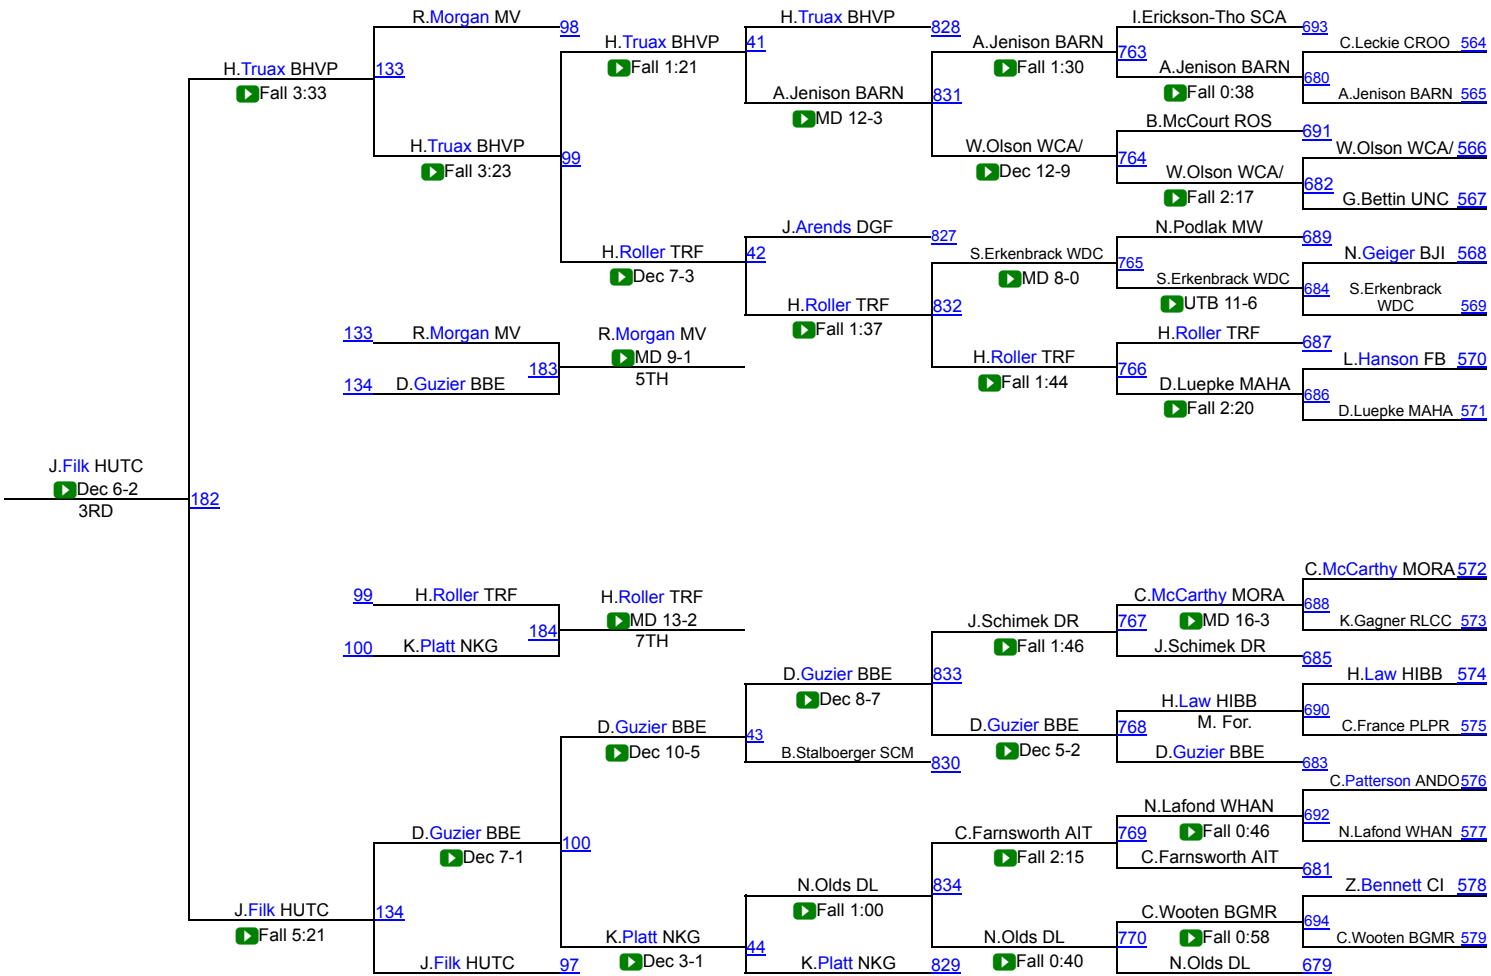 R.Morgan MV
98
H.Truax BHVP
Fall 3:33
133
H.Truax BHVP
Fall 3:23
99
H.Truax BHVP
Fall 1:21
41
H.Truax BHVP
828
A.Jenison BARN
MD 12-3
831
A.Jenison BARN
Fall 1:30
763
I.Erickson-Tho SCA
693
A.Jenison BARN
Fall 0:38
680
C.Leckie CROO 564
A.Jenison BARN 565
W.Olson WCA/
Dec 12-9
764
B.McCourt ROS
691
W.Olson WCA/
Fall 2:17
682
W.Olson WCA/ 566
G.Bettin UNC 567
H.Roller TRF
Dec 7-3
42
J.Arends DGF
827
H.Roller TRF
Fall 1:37
832
S.Erkenbrack WDC
MD 8-0
765
N.Podlak MW
689
S.Erkenbrack WDC
UTB 11-6
684
N.Geiger BJI 568
S.Erkenbrack
WDC 569
H.Roller TRF
Fall 1:44
766
H.Roller TRF
687
D.Luepke MAHA
Fall 2:20
686
L.Hanson FB 570
D.Luepke MAHA 571
133 R.Morgan MV
134 D.Guzier BBE
183
R.Morgan MV
MD 9-1
5TH
J.Filk HUTC
Dec 6-2
3RD
182
99 H.Roller TRF
100 K.Platt NKG
184
H.Roller TRF
MD 13-2
7TH
C.McCarthy MORA 572
K.Gagner RLCC 573
688
C.McCarthy MORA
MD 16-3
J.Schimek DR
685
767
J.Schimek DR
Fall 1:46
H.Law HIBB 574
C.France PLPR 575
690
H.Law HIBB
M. For.
D.Guzier BBE
683
768
D.Guzier BBE
Dec 5-2
833
D.Guzier BBE
Dec 8-7
B.Stalboerger SCM
830
43
D.Guzier BBE
Dec 10-5
C.Patterson ANDO 576
N.Lafond WHAN 577
692
N.Lafond WHAN
Fall 0:46
C.Farnsworth AIT
681
769
C.Farnsworth AIT
Fall 2:15
Z.Bennett CI 578
C.Wooten BGMR 579
694
C.Wooten BGMR
Fall 0:58
N.Olds DL
679
770
N.Olds DL
Fall 0:40
834
N.Olds DL
Fall 1:00
K.Platt NKG
829
44
K.Platt NKG
Dec 3-1
100
D.Guzier BBE
Dec 7-1
J.Filk HUTC
97
134
J.Filk HUTC
Fall 5:21